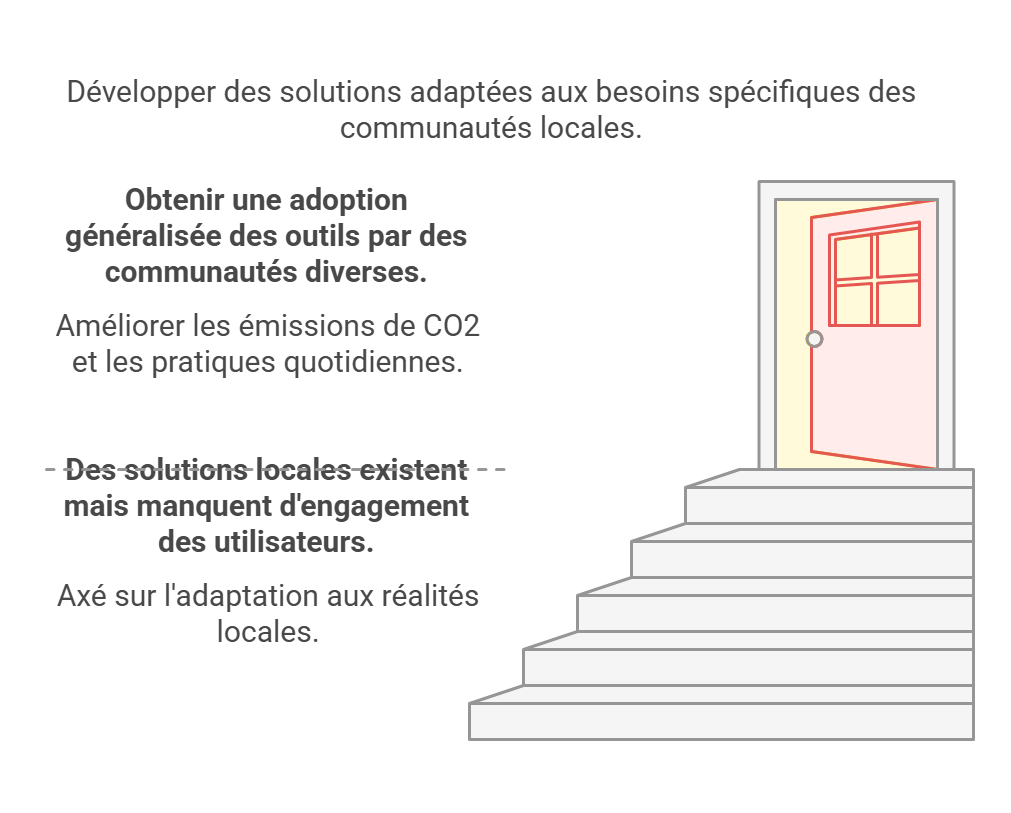 Développer des solutions adaptées aux besoins spécifiques des
communautés locales.
Obtenir une adoption
généralisée des outils par des
communautés diverses.
Améliorer les émissions de CO2
et les pratiques quotidiennes.
Des solutions locales existent
mais manquent d'engagement
des utilisateurs.
Axé sur l'adaptation aux réalités
locales.